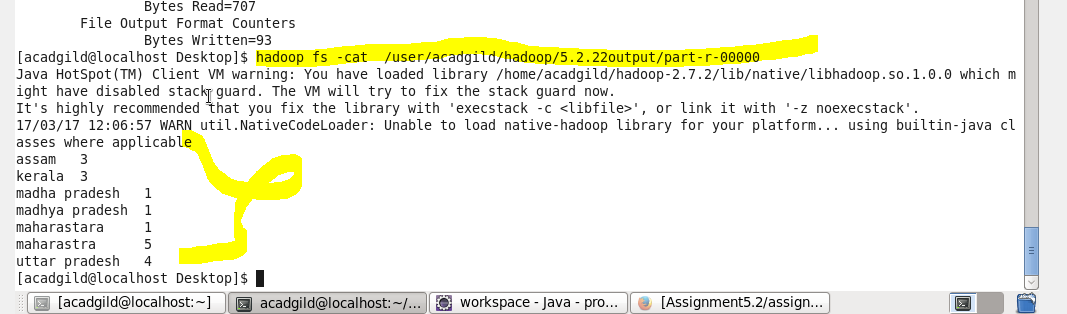 Bytes Read=707
File Output Format Counters
Bytes Written=93
[acadgild@localhost Desktop]$ hadoop fs -cat  /user/acadgild/hadoop/5.2.22output/part-r-00000
Java HotSpot(TM) Client VM warning: You have loaded library /home/acadgild/hadoop-2.7.2/lib/native/libhadoop.so.1.0.0 which m
ight have disabled stack guard. The VM will try to fix the stack guard now.
It's highly recommended that you fix the library with 'execstack -c <libfile>', or link it with '-z noexecstack'.
17/03/17 12:06:57 WARN util.NativeCodeLoader: Unable to load native-hadoop library for your platform... using builtin-java cl
asses where applicable
assam   3
kerala  3
madha pradesh   1
madhya pradesh  1
maharastara     1
maharastra      5
uttar pradesh   4
[acadgild@localhost Desktop]$
[acadgild@localhost:~] acadgild@localhost:~/... workspace - Java - pro... [Assignment5.2/assign...